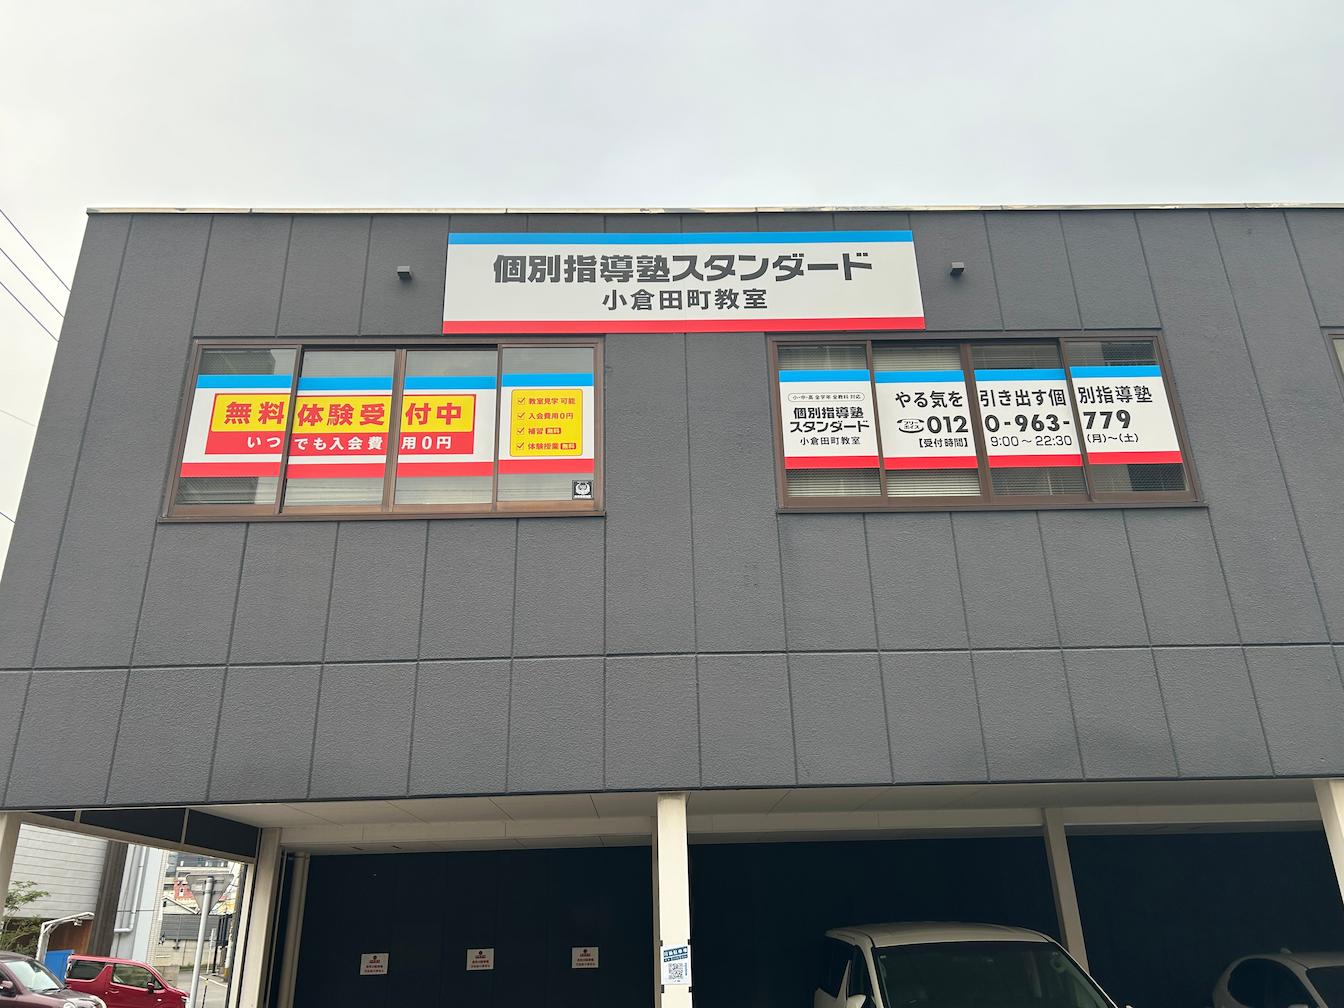 個別指導塾スタンダード
小倉田町教室
無料体験受付中
いつでも入会費用0円
教室見学可能
入会費用0円
補習 無料
体験授業 無料
小・中・高 全学年 全教科 対応
個別指導塾
スタンダード
小倉田町教室
やる気を引き出す個別指導塾
0120-963-779
【受付時間】 9:00～22:30 (月)～(土)